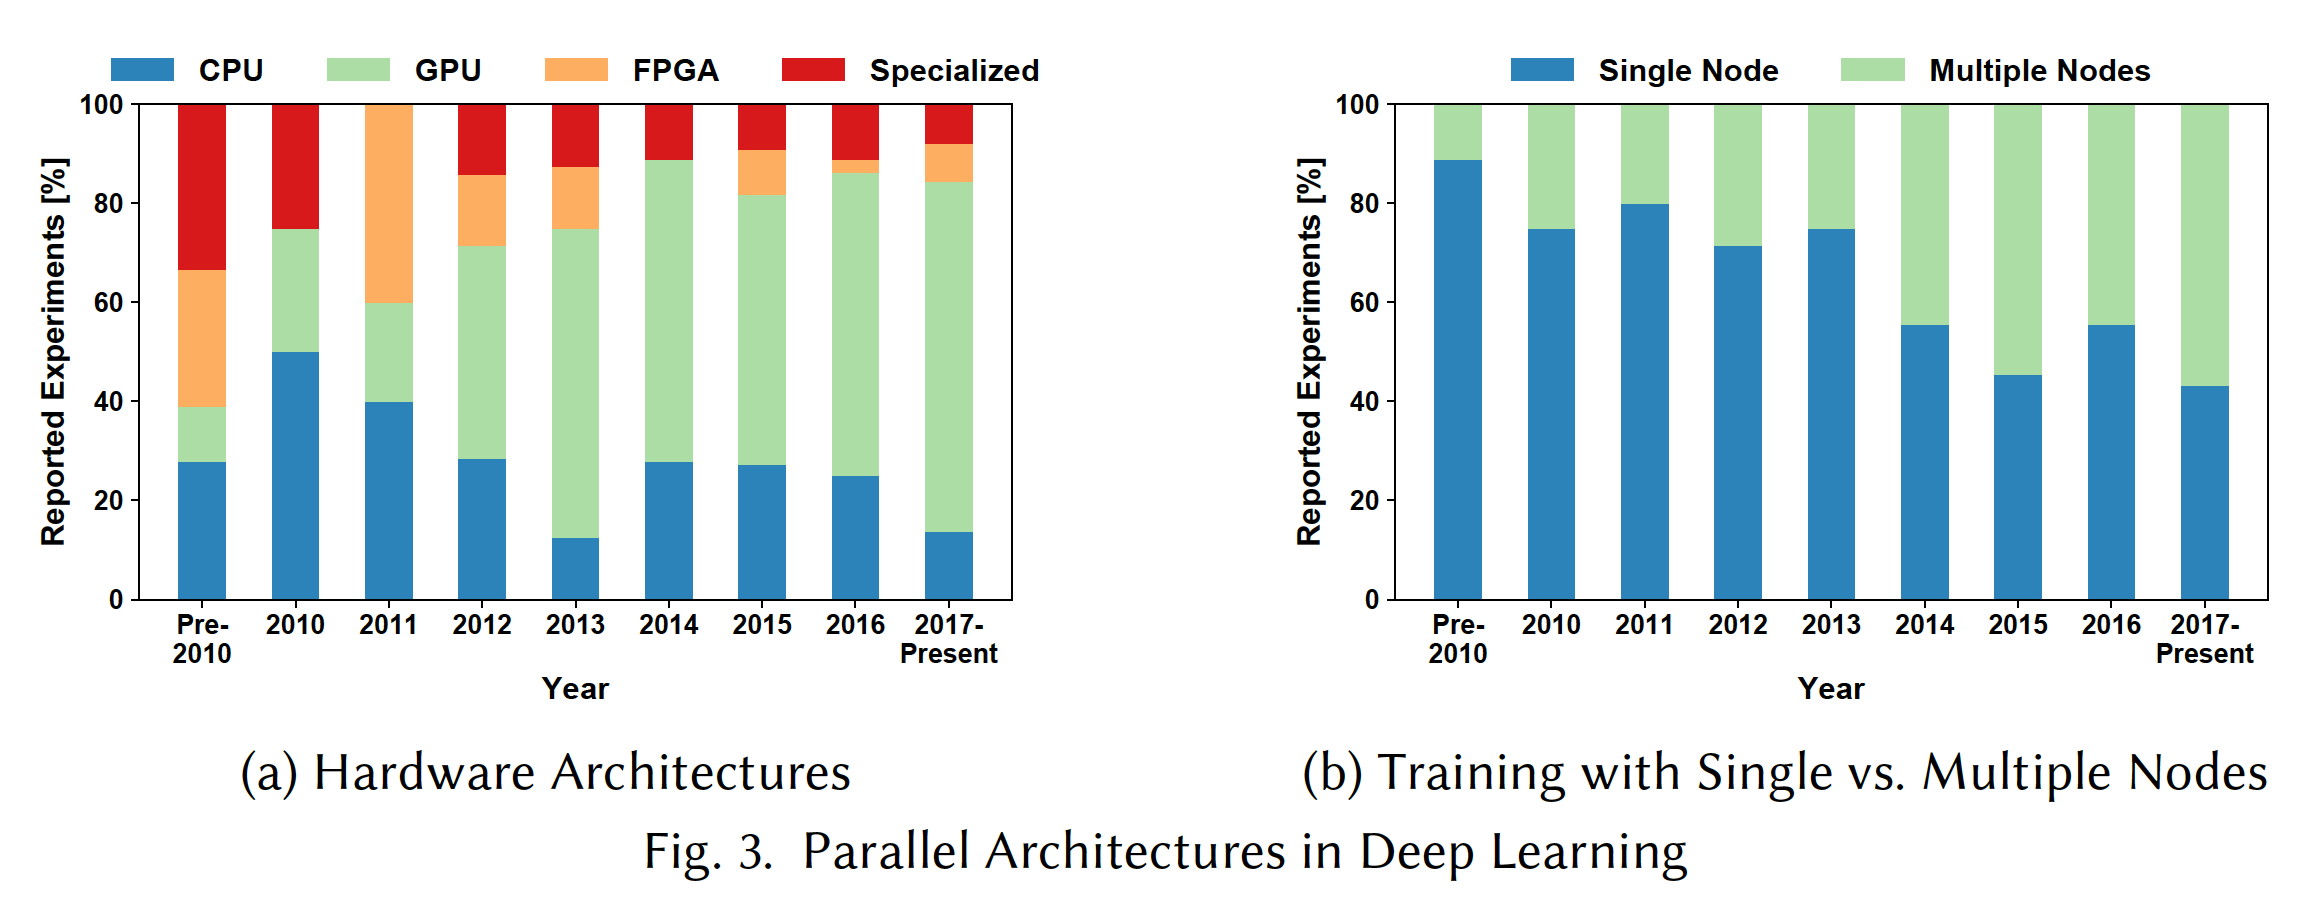 CPU GPU FPGA Specialized
100
80
60
40
20
0
Reported Experiments [%]
Pre-2010 2010 2011 2012 2013 2014 2015 2016 2017-Present
Year
(a) Hardware Architectures
Single Node Multiple Nodes
100
80
60
40
20
0
Reported Experiments [%]
Pre-2010 2010 2011 2012 2013 2014 2015 2016 2017-Present
Year
(b) Training with Single vs. Multiple Nodes
Fig. 3. Parallel Architectures in Deep Learning